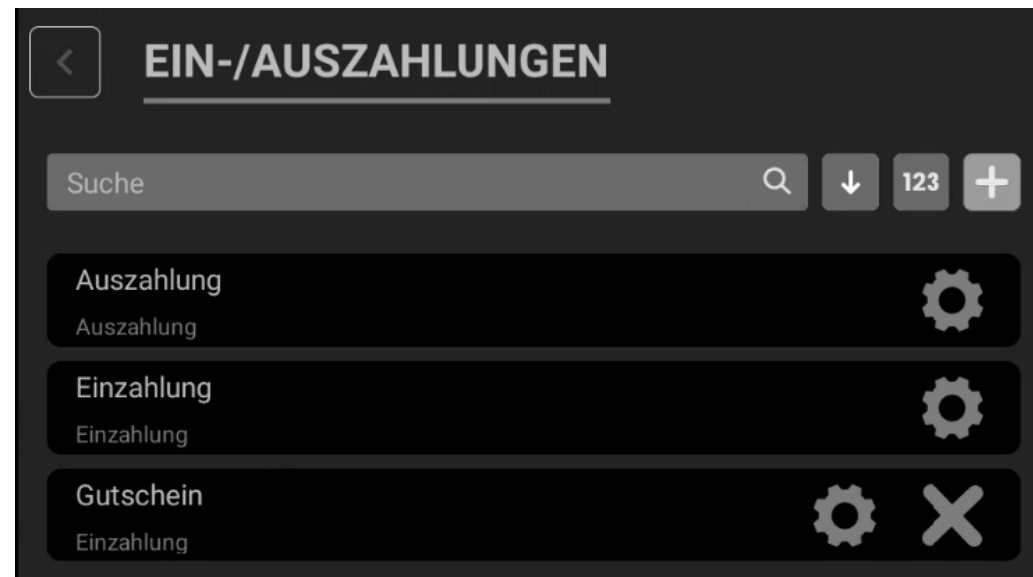 EIN-/AUSZAHLUNGEN
Suche
123
Auszahlung
Auszahlung
Einzahlung
Einzahlung
Gutschein
Einzahlung